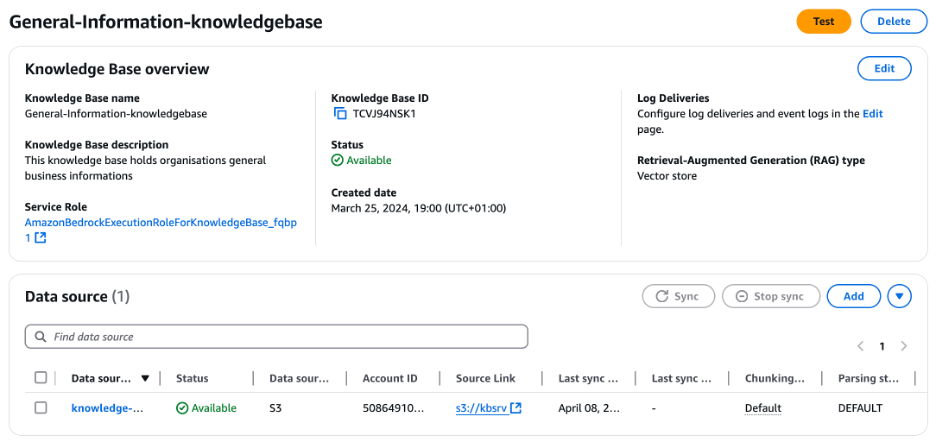 General-Information-knowledgebase
Test
Delete
Knowledge Base overview
Edit
Knowledge Base name
General-Information-knowledgebase
Knowledge Base description
This knowledge base holds organisations general
business informations
Service Role
AmazonBedrockExecutionRoleForKnowledgeBase_fqbp
1
Knowledge Base ID
TCVJ94NSK1
Status
Available
Created date
March 25, 2024, 19:00 (UTC+01:00)
Log Deliveries
Configure log deliveries and event logs in the Edit
page.
Retrieval-Augmented Generation (RAG) type
Vector store
Data source (1)
Sync
Stop sync
Add
Find data source
1
Data sour... Status Data sour... Account ID Source Link Last sync ... Last sync ... Chunking... Parsing st...
knowledge-... Available S3 50864910... s3://kbsrv April 08, 2... - Default DEFAULT